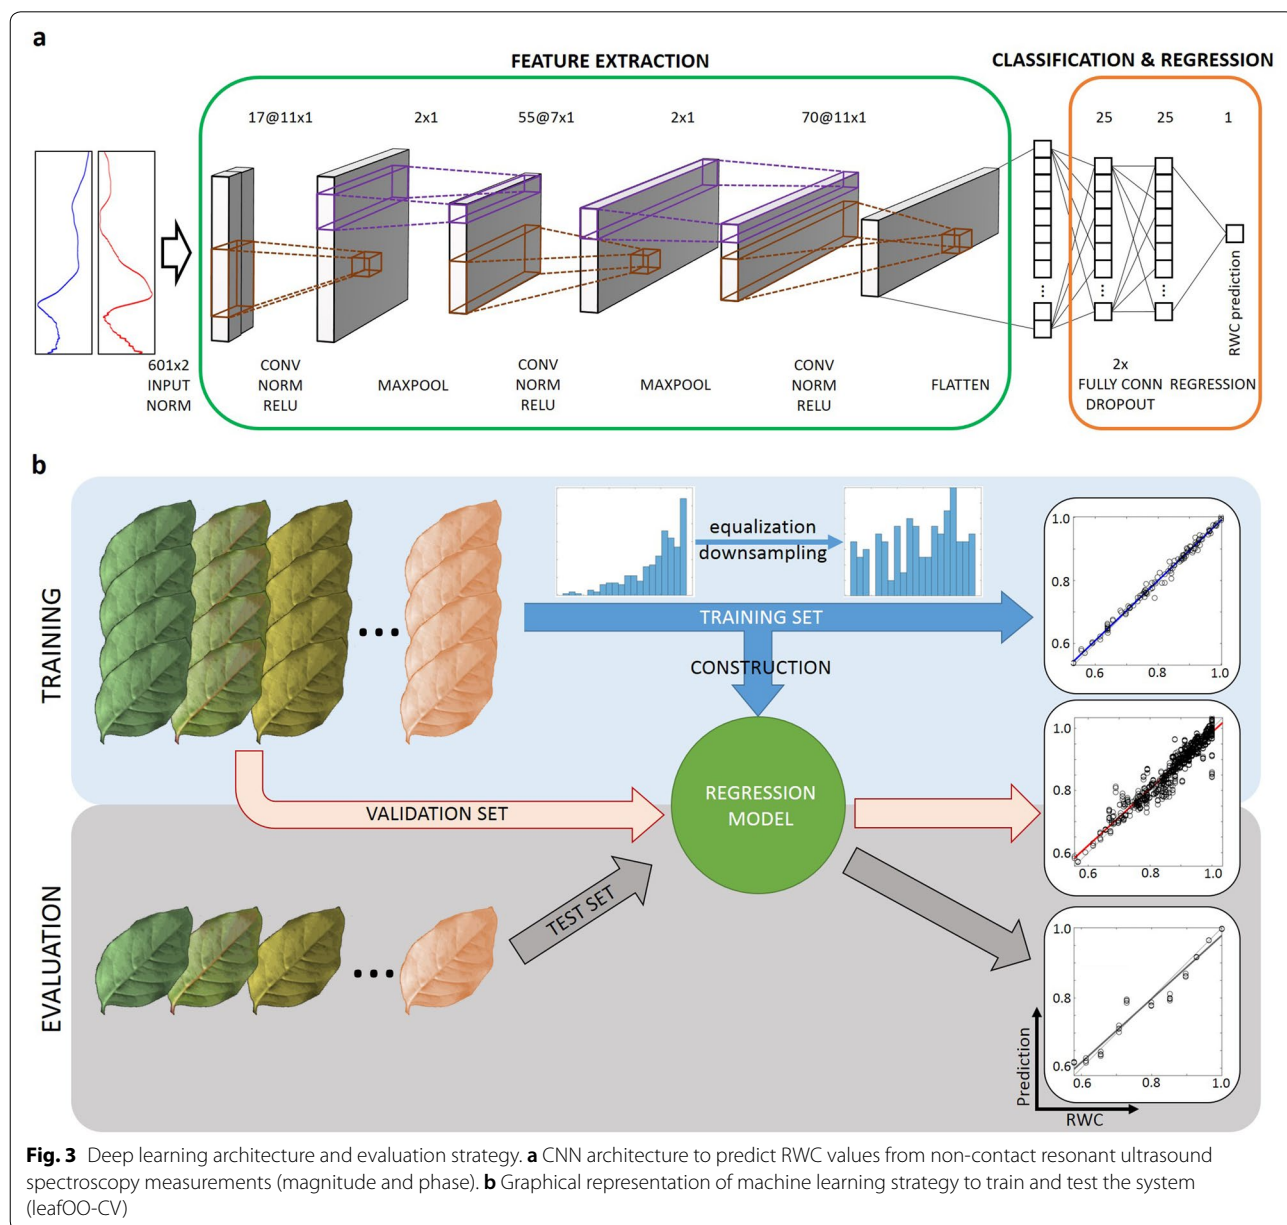 a
FEATURE EXTRACTION
CLASSIFICATION & REGRESSION
17@11x1 2x1 55@7x1 2x1 70@11x1 25 25 1
RWC prediction
601x2
INPUT
NORM
CONV
NORM
RELU
MAXPOOL
CONV
NORM
RELU
MAXPOOL
CONV
NORM
RELU
FLATTEN
2x
FULLY CONN
DROPOUT
REGRESSION
b
TRAINING
equalization
downsampling
TRAINING SET
CONSTRUCTION
1.0
0.8
0.6
0.6 0.8 1.0
VALIDATION SET
REGRESSION
MODEL
1.0
0.8
0.6
0.6 0.8 1.0
EVALUATION
TEST SET
1.0
0.8
0.6
0.6 0.8 1.0
Prediction
RWC
Fig. 3 Deep learning architecture and evaluation strategy. a CNN architecture to predict RWC values from non-contact resonant ultrasound
spectroscopy measurements (magnitude and phase). b Graphical representation of machine learning strategy to train and test the system
(leafOO-CV)